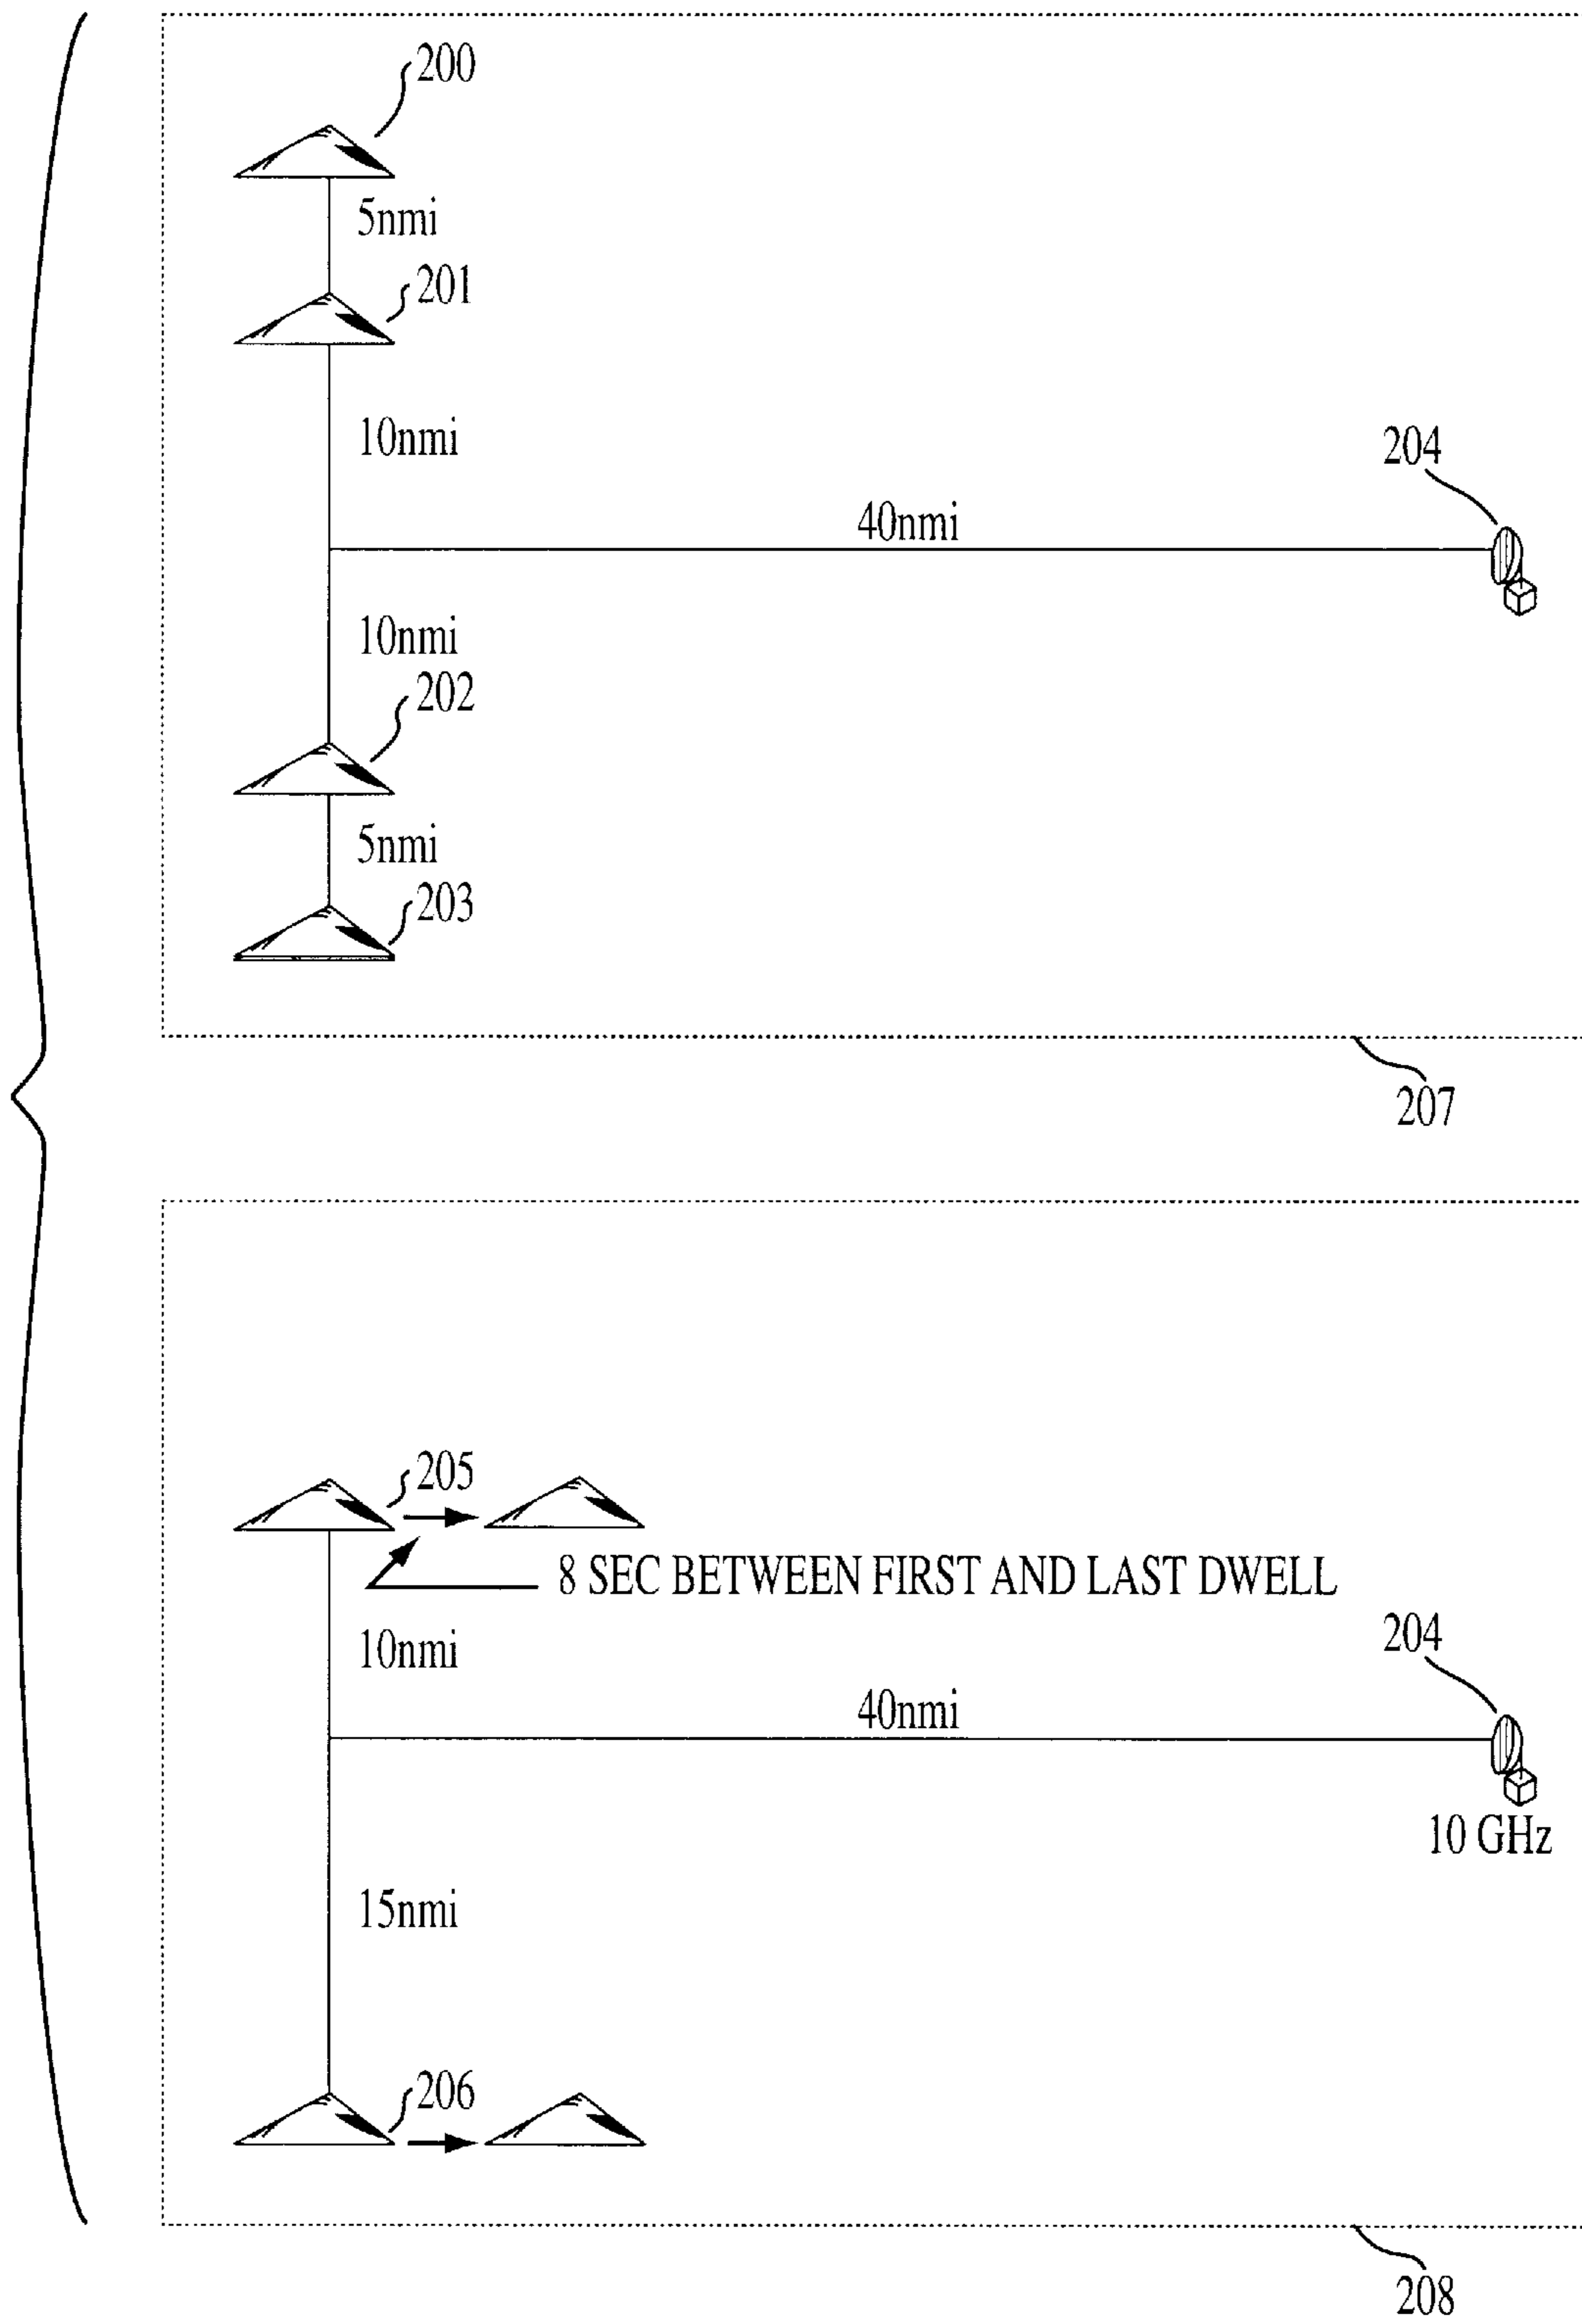 200
5nmi
201
10nmi
204
40nmi
10nmi
202
5nmi
203
207
205
8 SEC BETWEEN FIRST AND LAST DWELL
10nmi
204
40nmi
10 GHz
15nmi
206
208